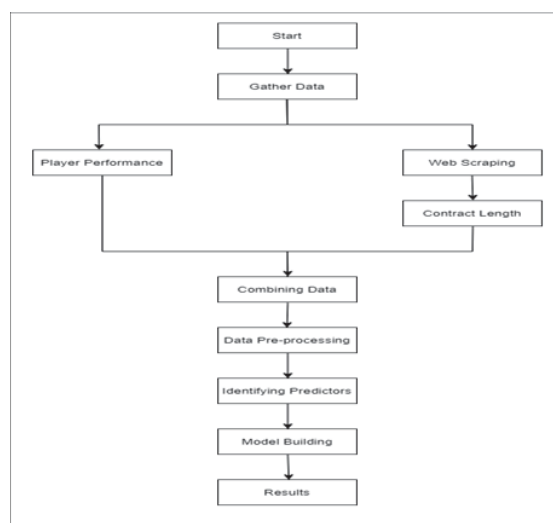 Start
Gather Data
Player Performance
Web Scraping
Contract Length
Combining Data
Data Pre-processing
Identifying Predictors
Model Building
Results